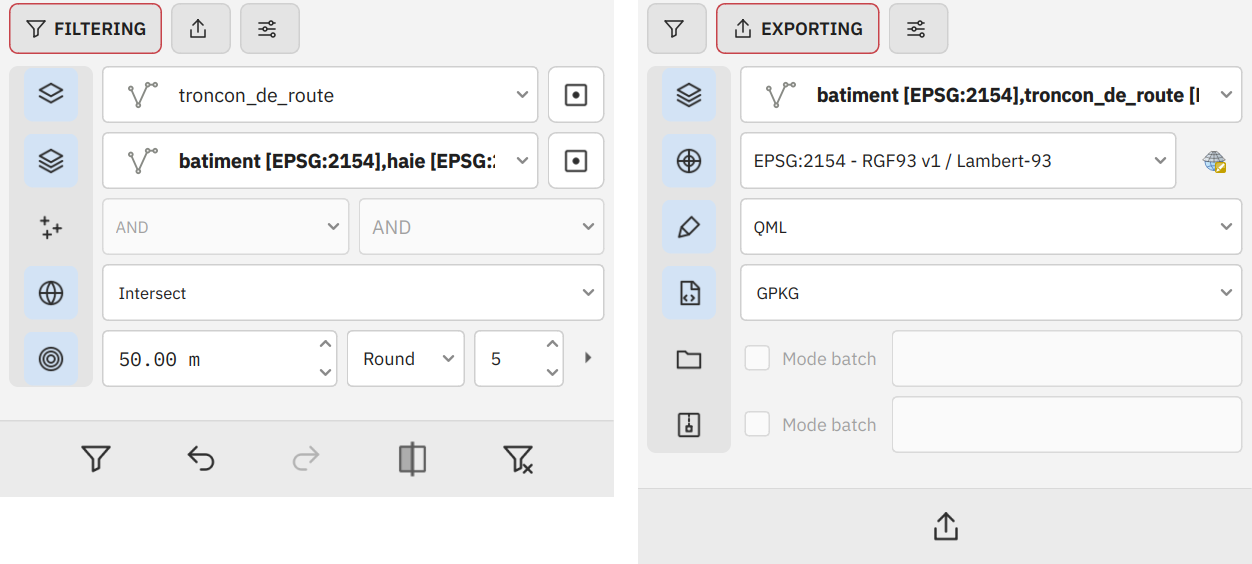 FILTERING
troncon_de_route
batiment [EPSG:2154],haie [EPSG:
AND AND
Intersect
50.00 m Round 5
EXPORTING
batiment [EPSG:2154],troncon_de_route [
EPSG:2154 - RGF93 v1 / Lambert-93
QML
GPKG
Mode batch
Mode batch